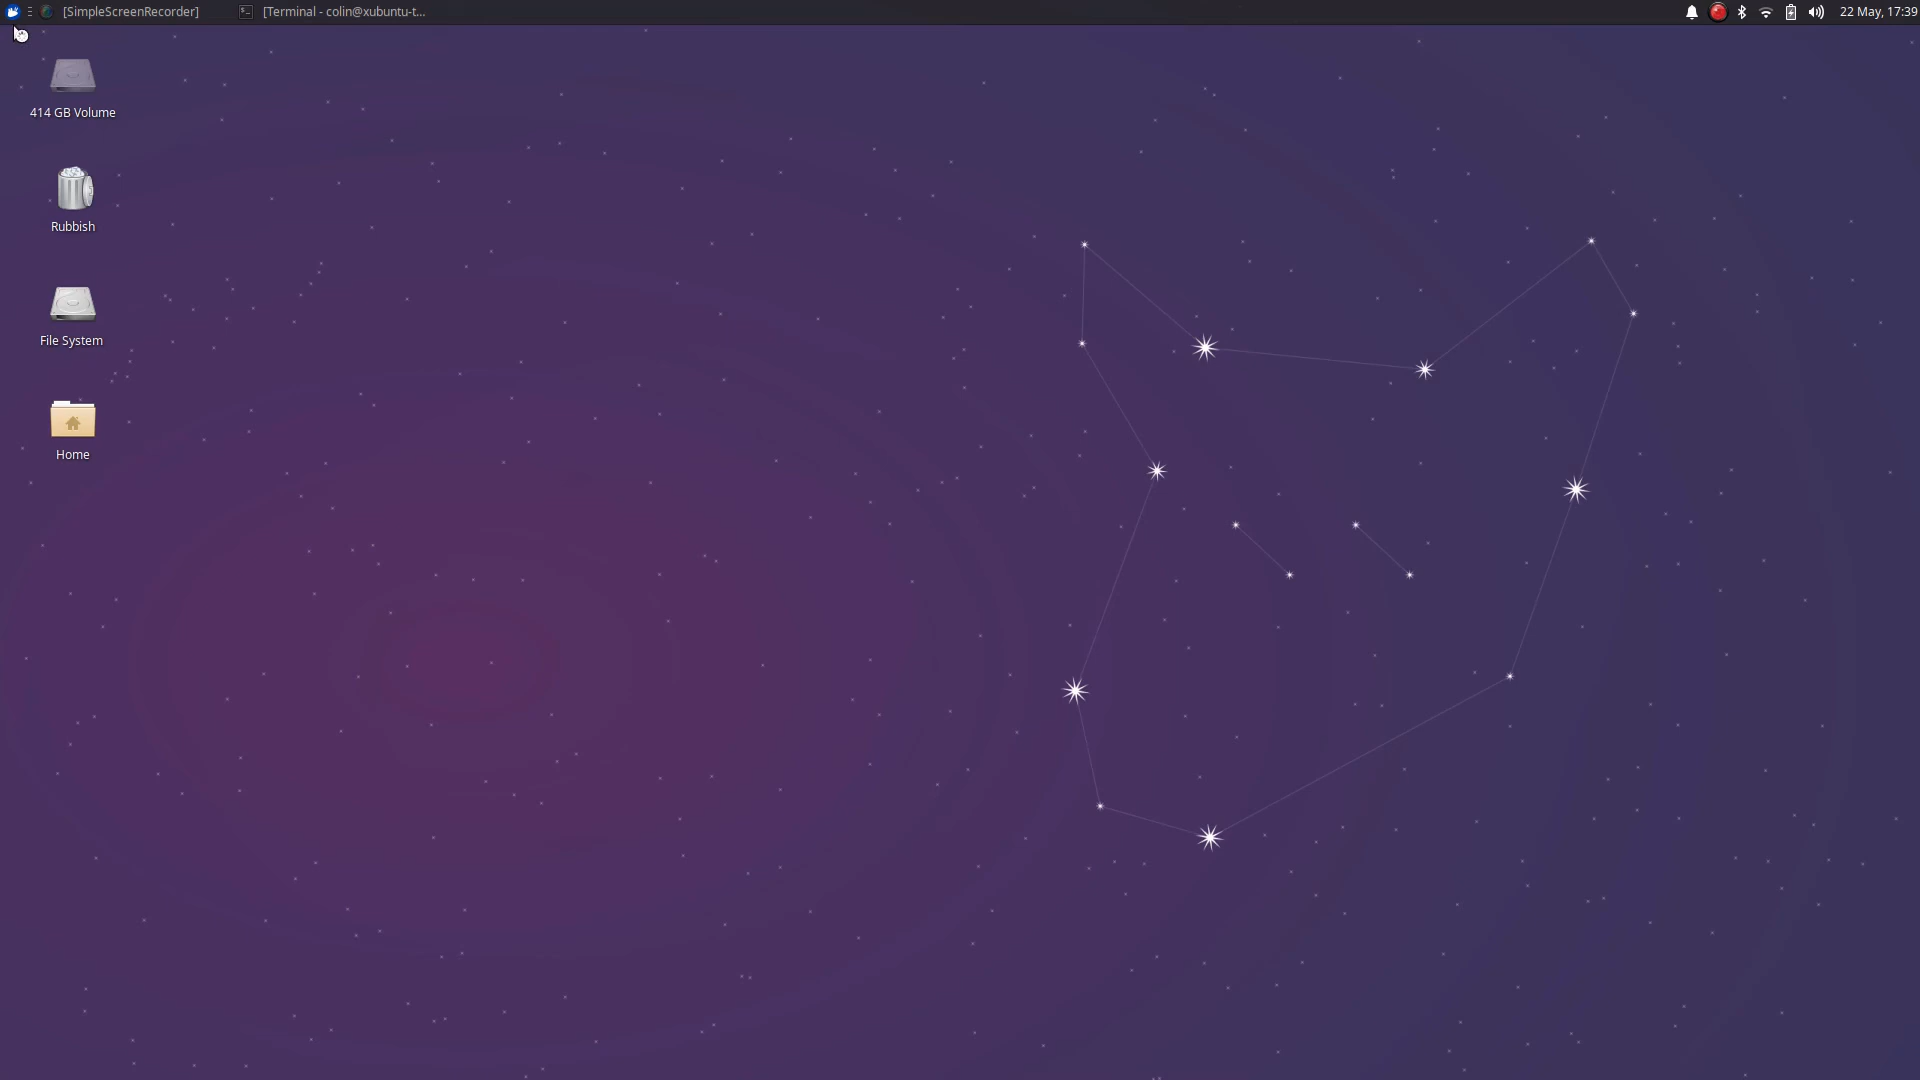 [SimpleScreenRecorder]
[Terminal - colin@xubuntu-t...
22 May, 17:39
414 GB Volume
Rubbish
File System
Home